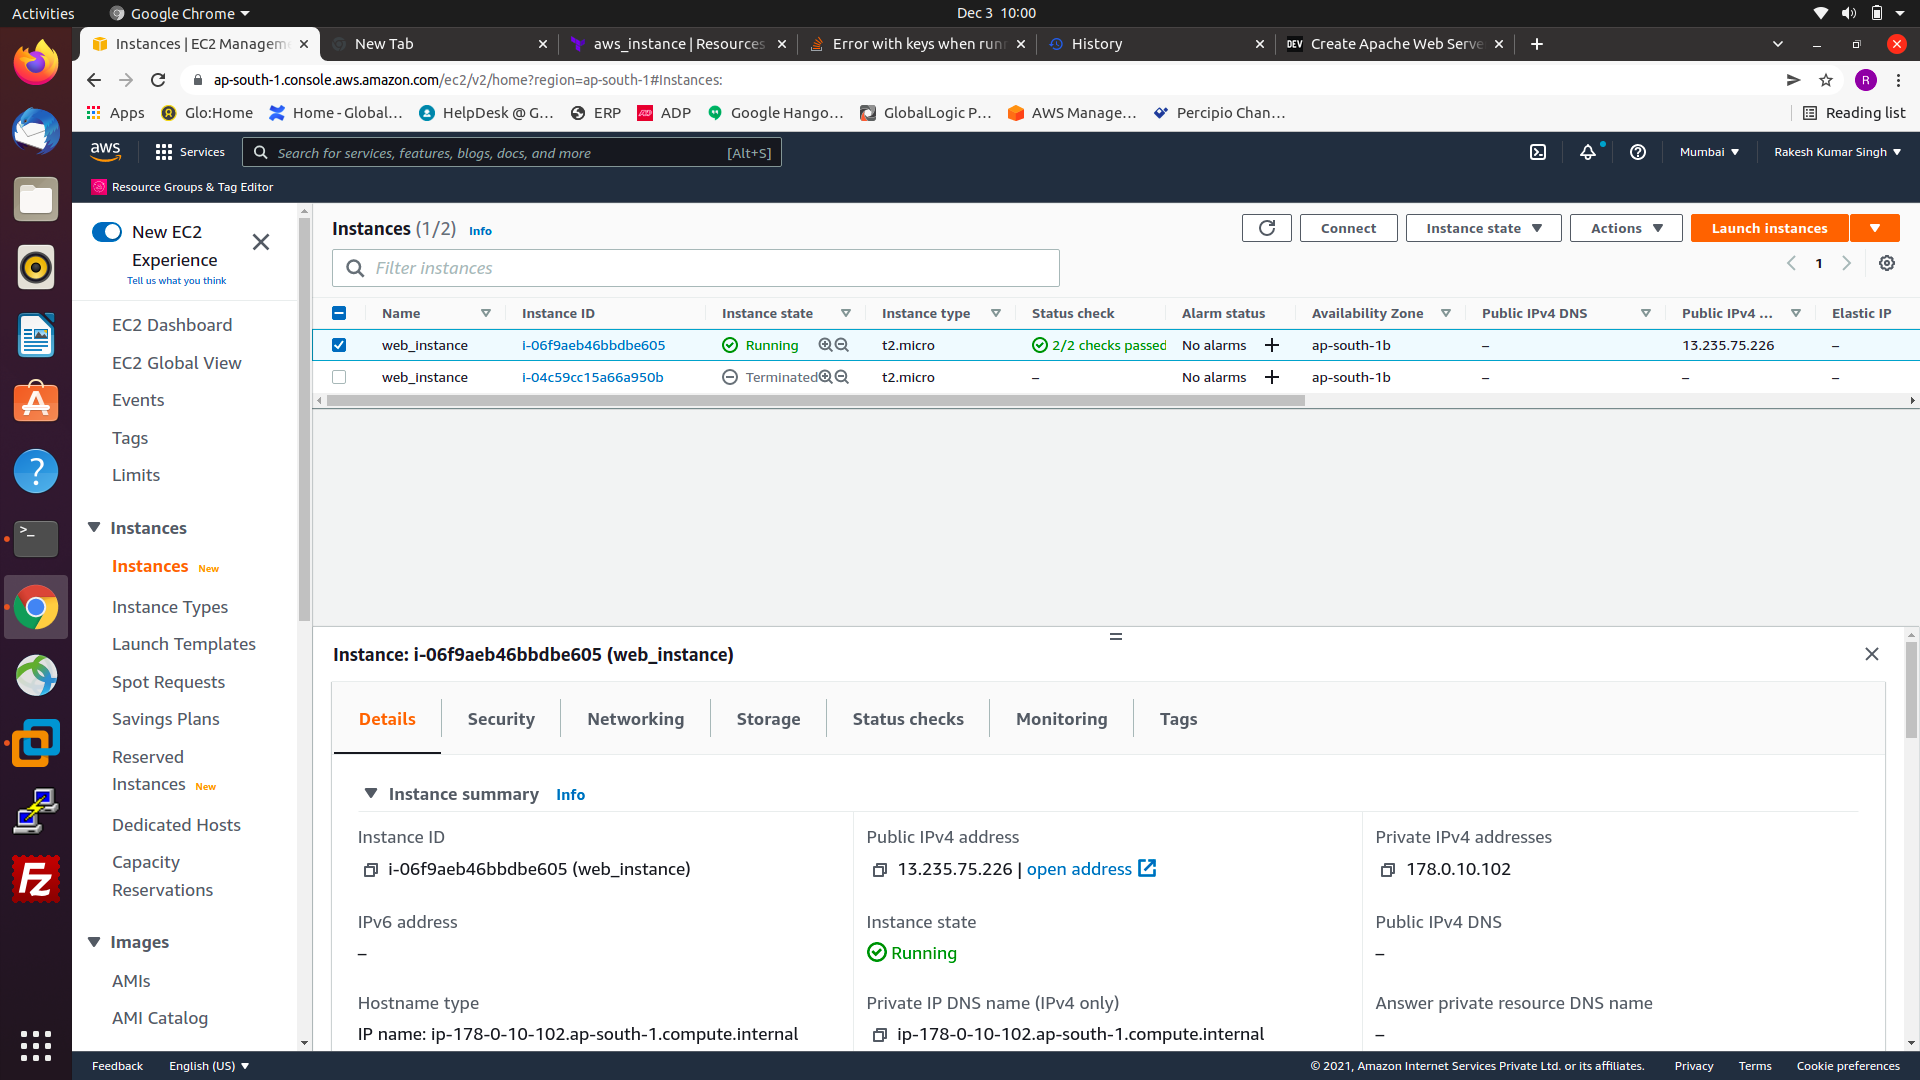 Activities
Google Chrome
Dec 3 10:00
Instances | EC2 Managem
New Tab
aws_instance | Resources
Error with keys when run
History
DEV
Create Apache Web Serve
ap-south-1.console.aws.amazon.com/ec2/v2/home?region=ap-south-1#Instances:
R
Apps
Glo:Home
Home - Global...
HelpDesk @ G...
ERP
ADP
Google Hango...
GlobalLogic P...
AWS Manage...
Percipio Chan...
Reading list
aws
Services
Search for services, features, blogs, docs, and more
[Alt+S]
Mumbai
Rakesh Kumar Singh
Resource Groups & Tag Editor
New EC2
Experience
Tell us what you think
EC2 Dashboard
EC2 Global View
Events
Tags
Limits
Instances
Instances New
Instance Types
Launch Templates
Spot Requests
Savings Plans
Reserved
Instances New
Dedicated Hosts
Capacity
Reservations
Images
AMIs
AMI Catalog
Instances (1/2) Info
Connect
Instance state
Actions
Launch instances
Filter instances
1
Name
Instance ID
Instance state
Instance type
Status check
Alarm status
Availability Zone
Public IPv4 DNS
Public IPv4 ...
Elastic IP
web_instance
i-06f9aeb46bbdbe605
Running
t2.micro
2/2 checks passed
No alarms
ap-south-1b
–
13.235.75.226
–
web_instance
i-04c59cc15a66a950b
Terminated
t2.micro
–
No alarms
ap-south-1b
–
–
–
Instance: i-06f9aeb46bbdbe605 (web_instance)
Details
Security
Networking
Storage
Status checks
Monitoring
Tags
Instance summary Info
Instance ID
i-06f9aeb46bbdbe605 (web_instance)
Public IPv4 address
13.235.75.226 | open address
Private IPv4 addresses
178.0.10.102
IPv6 address
–
Instance state
Running
Public IPv4 DNS
–
Hostname type
IP name: ip-178-0-10-102.ap-south-1.compute.internal
Private IP DNS name (IPv4 only)
ip-178-0-10-102.ap-south-1.compute.internal
Answer private resource DNS name
–
Feedback
English (US)
© 2021, Amazon Internet Services Private Ltd. or its affiliates.
Privacy
Terms
Cookie preferences